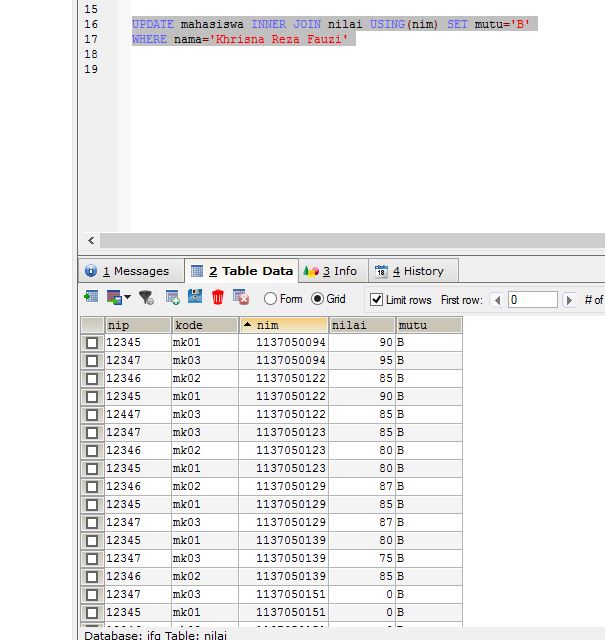 15
16 UPDATE mahasiswa INNER JOIN nilai USING(nim) SET mutu='B'
17 WHERE nama='Khrisna Reza Fauzi'
18
19
1 Messages 2 Table Data 3 Info 18 4 History
Form Grid Limit rows First row: 0 # of
nip kode nim nilai mutu
12345 mk01 1137050094 90 B
12347 mk03 1137050094 95 B
12346 mk02 1137050122 85 B
12345 mk01 1137050122 90 B
12447 mk03 1137050122 85 B
12347 mk03 1137050123 85 B
12346 mk02 1137050123 80 B
12345 mk01 1137050123 80 B
12346 mk02 1137050129 87 B
12345 mk01 1137050129 85 B
12347 mk03 1137050129 87 B
12345 mk01 1137050139 80 B
12347 mk03 1137050139 75 B
12346 mk02 1137050139 85 B
12347 mk03 1137050151 0 B
12345 mk01 1137050151 0 B
Database: ifg Table: nilai